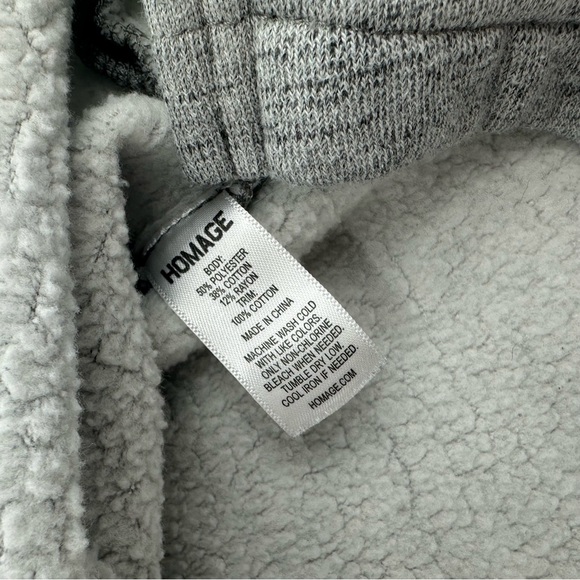 HOMAGE
BODY:
50% POLYESTER
38% COTTON
12% RAYON
TRIM:
100% COTTON
MADE IN CHINA
MACHINE WASH COLD
WITH LIKE COLORS.
ONLY NON-CHLORINE
BLEACH WHEN NEEDED.
TUMBLE DRY LOW.
COOL IRON IF NEEDED.
HOMAGE.COM